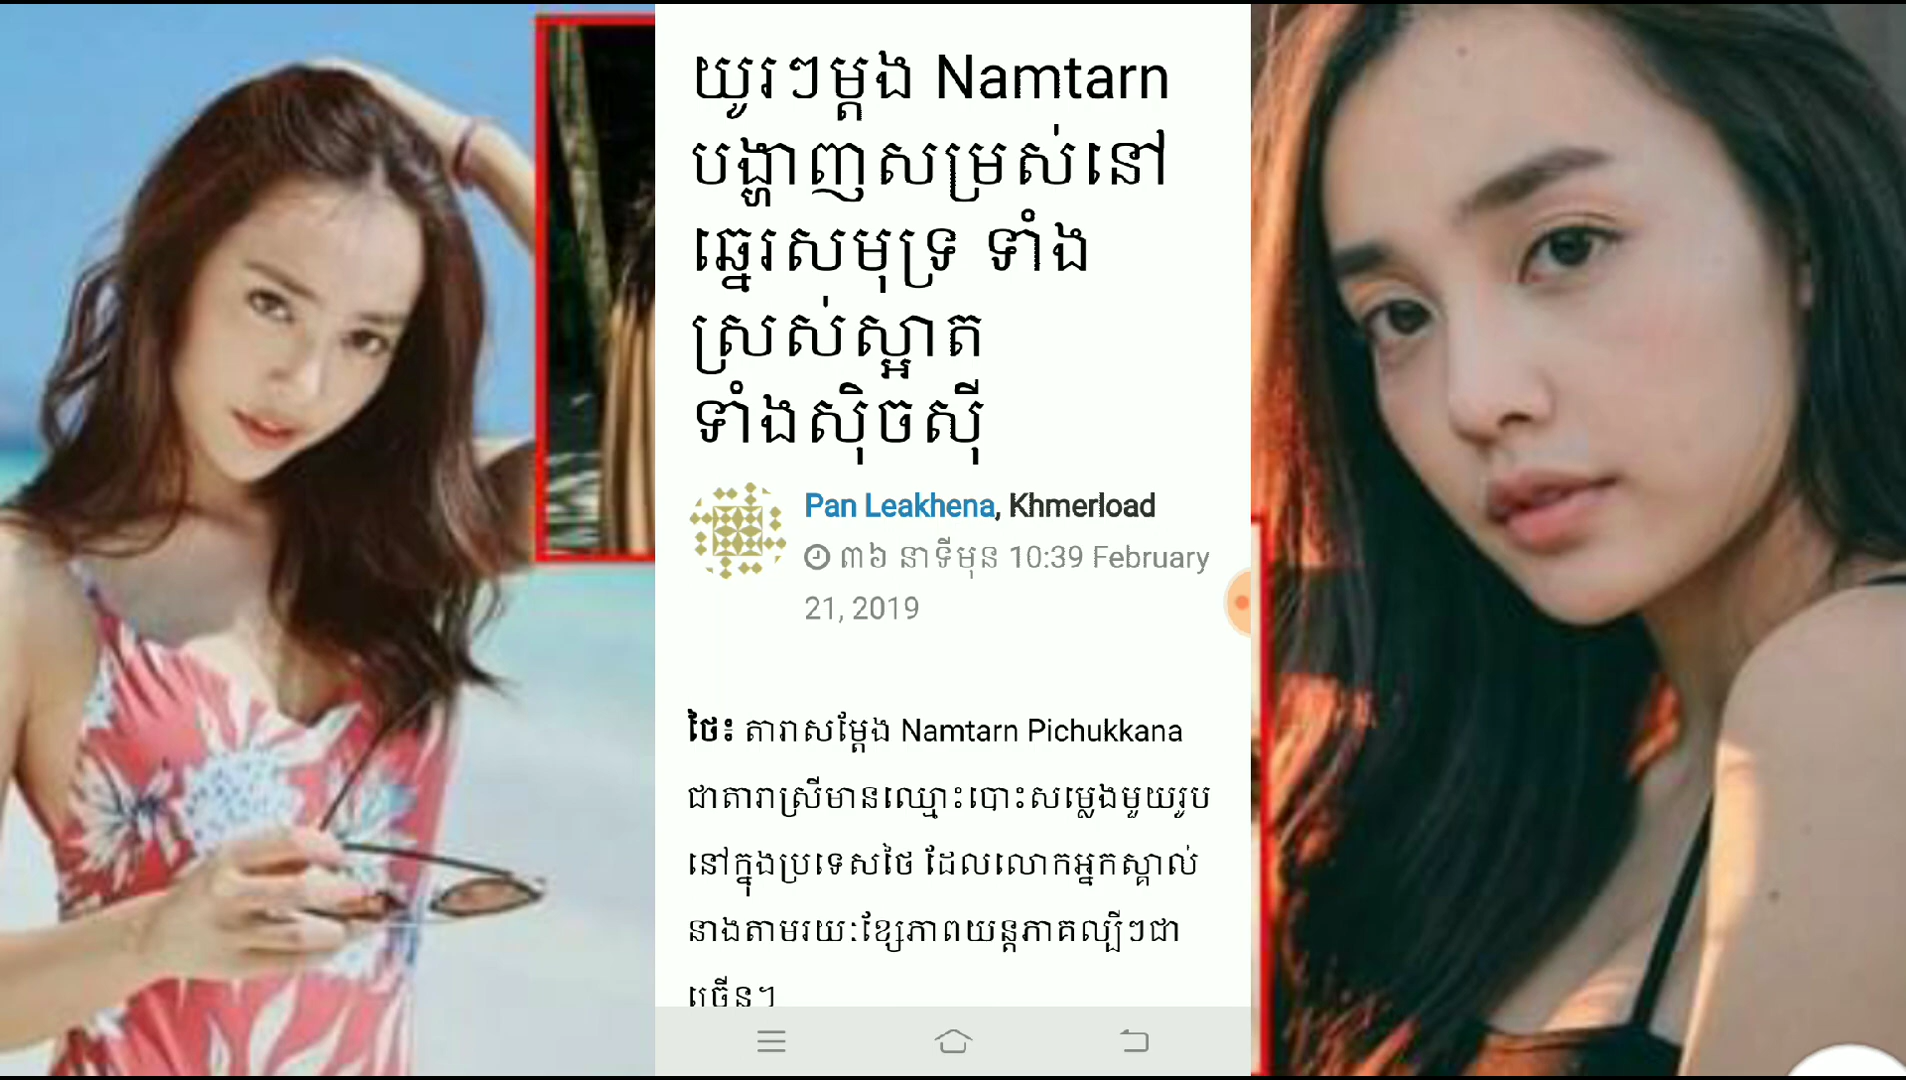 យូរៗម្ដង Namtarn
បង្ហាញសម្រស់នៅ
ឆ្នេរសមុទ្រ ទាំង
ស្រស់ស្អាត
ទាំងស៊ិចស៊ី
Pan Leakhena, Khmerload
៣៦ នាទីមុន 10:39 February
21, 2019
ថៃ៖ តារាសម្ដែង Namtarn Pichukkana
ជាតារាស្រីមានឈ្មោះបោះសម្លេងមួយរូប
នៅក្នុងប្រទេសថៃ ដែលលោកអ្នកស្គាល់
នាងតាមរយៈខ្សែភាពយន្តភាគល្បីៗជា
ច្រើន។